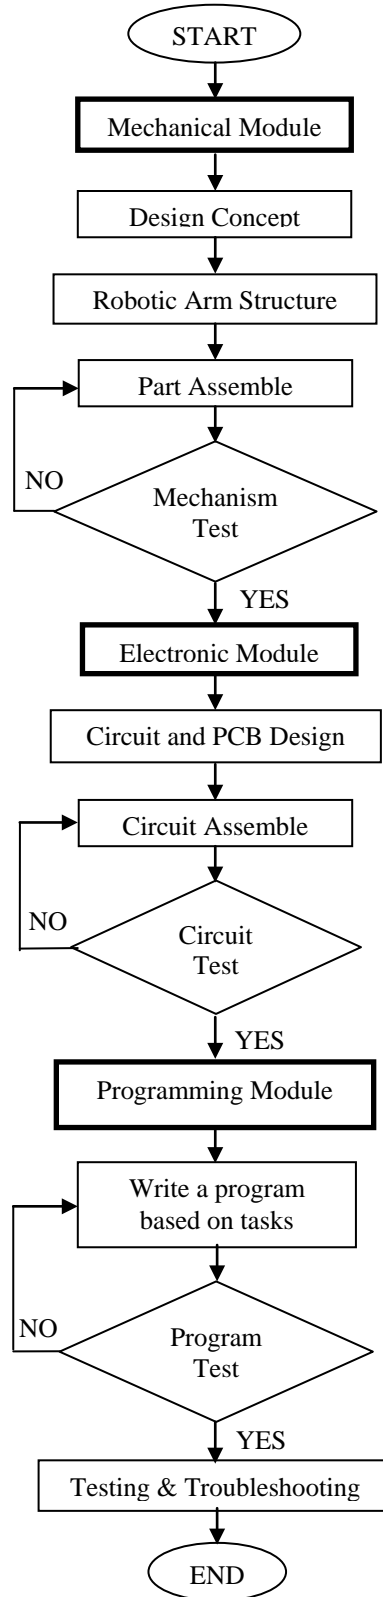 START
Mechanical Module
Design Concept
Robotic Arm Structure
Part Assemble
NO
Mechanism
Test
YES
Electronic Module
Circuit and PCB Design
Circuit Assemble
NO
Circuit
Test
YES
Programming Module
Write a program
based on tasks
NO
Program
Test
YES
Testing & Troubleshooting
END